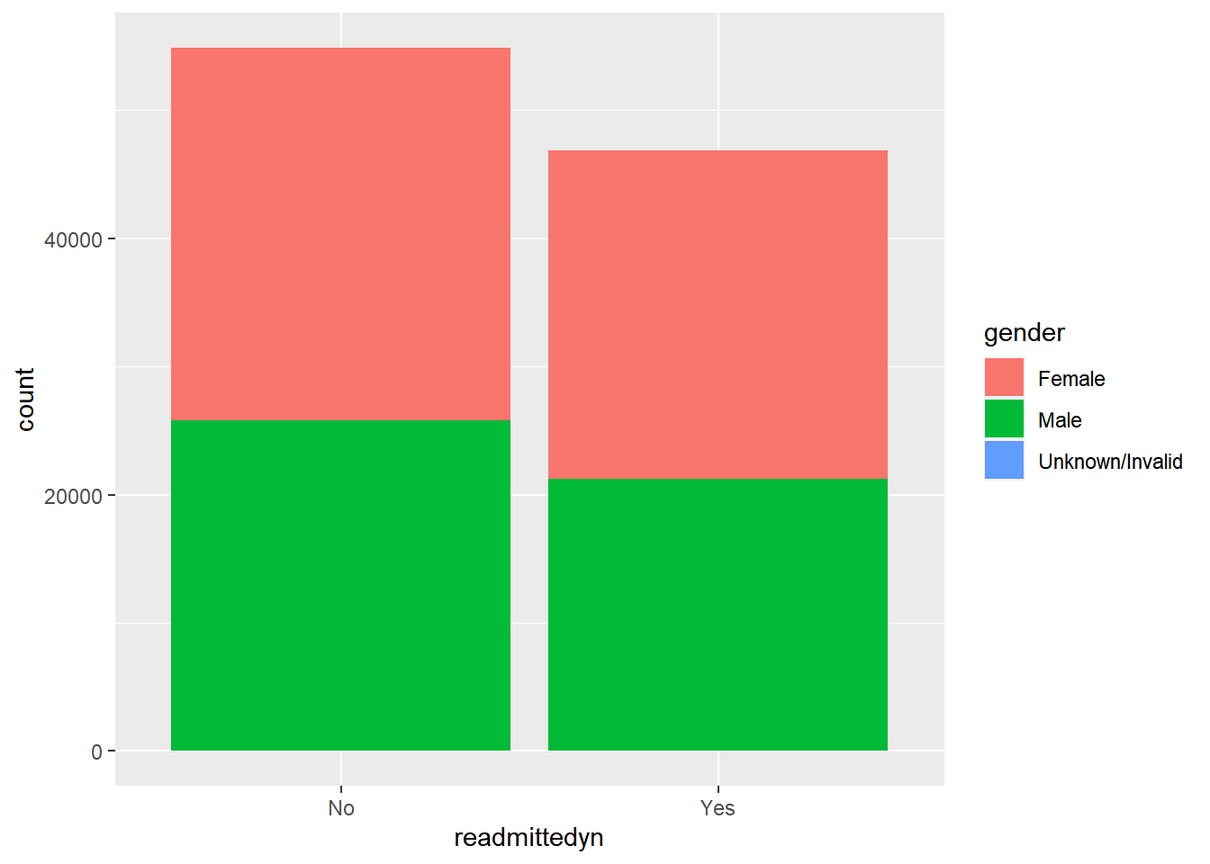 count
40000
20000
0
No
Yes
readmittedyn
gender
Female
Male
Unknown/Invalid